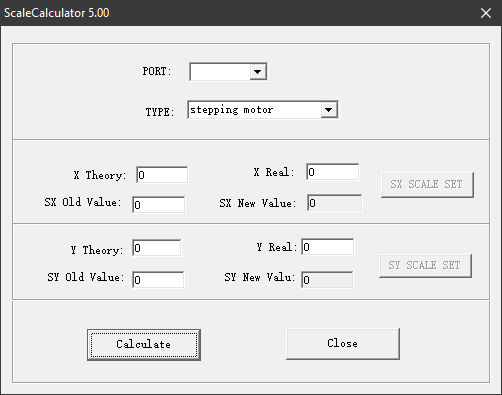 ScaleCalculator 5.00
PORT:
TYPE: stepping motor
X Theory: 0 X Real: 0
SX Old Value: 0 SX New Value: 0 SX SCALE SET
Y Theory: 0 Y Real: 0
SY Old Value: 0 SY New Valu: 0 SY SCALE SET
Calculate Close